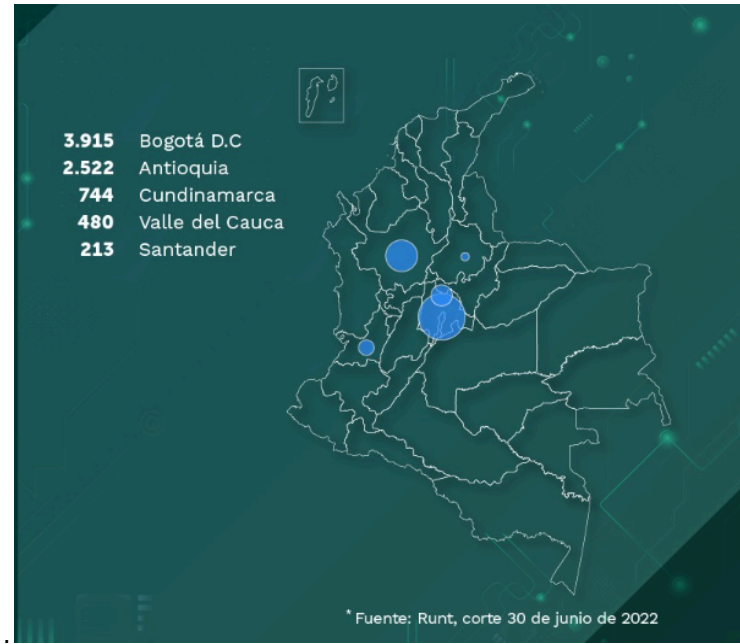 3.915 Bogotá D.C
2.522 Antioquia
744 Cundinamarca
480 Valle del Cauca
213 Santander
* Fuente: Runt, corte 30 de junio de 2022
.